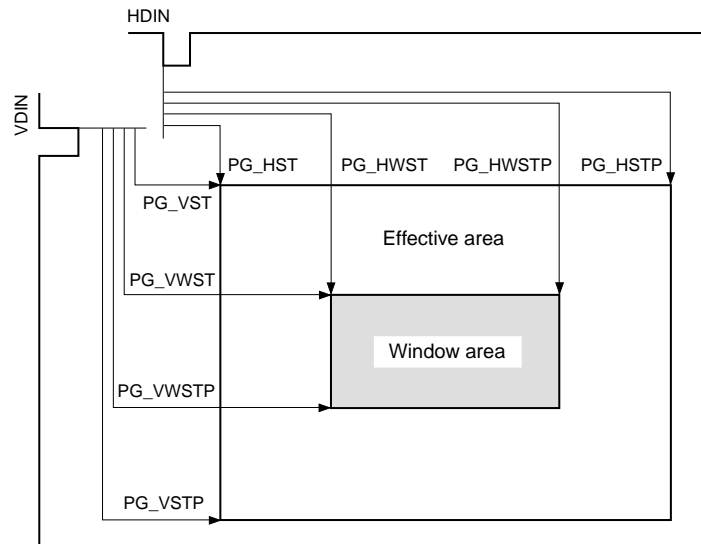 HDIN
VDIN
PG_HST
PG_HWST
PG_HWSTP
PG_HSTP
PG_VST
Effective area
PG_VWST
Window area
PG_VWSTP
PG_VSTP